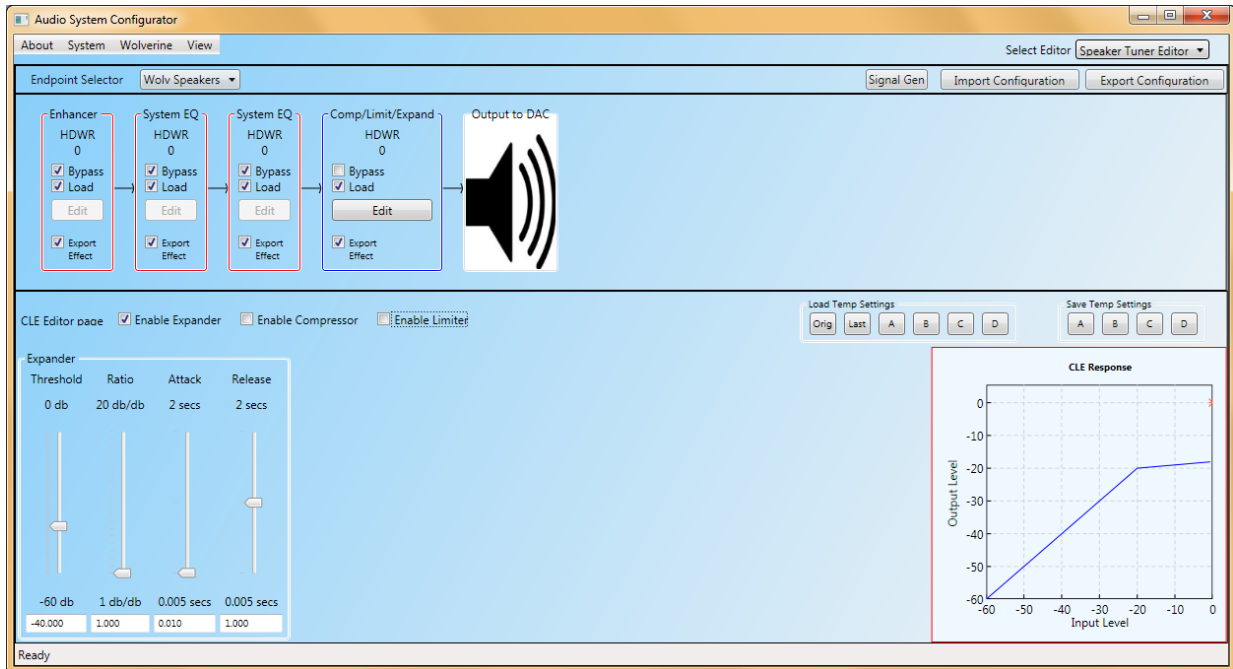 Audio System Configurator
About System Wolverine View
Select Editor Speaker Tuner Editor
Endpoint Selector Wolv Speakers Signal Gen Import Configuration Export Configuration
Enhancer System EQ System EQ Comp/Limit/Expand Output to DAC
HDWR HDWR HDWR HDWR
0 0 0 0
Bypass Bypass Bypass Bypass
Load Load Load Load
Edit Edit Edit Edit
Export Export Export Export
Effect Effect Effect Effect
Load Temp Settings Save Temp Settings
CLE Editor page Enable Expander Enable Compressor Enable Limiter Orig Last A B C D A B C D
Expander
Threshold Ratio Attack Release
0 db 20 db/db 2 secs 2 secs
-60 db 1 db/db 0.005 secs 0.005 secs
-40.000 1.000 0.010 1.000
CLE Response
0
-10
-20
-30
-40
-50
-60
Output Level
-60 -50 -40 -30 -20 -10 0
Input Level
Ready